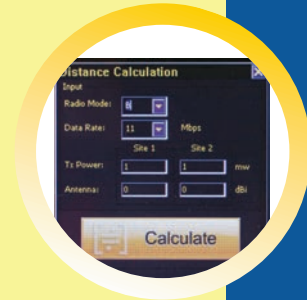 Distance Calculation
Input
Radio Mode: B
Data Rate: 11 Mbps
Site 1 Site 2
Tx Power: 1 1 mw
Antenna: 0 0 dBi
Calculate